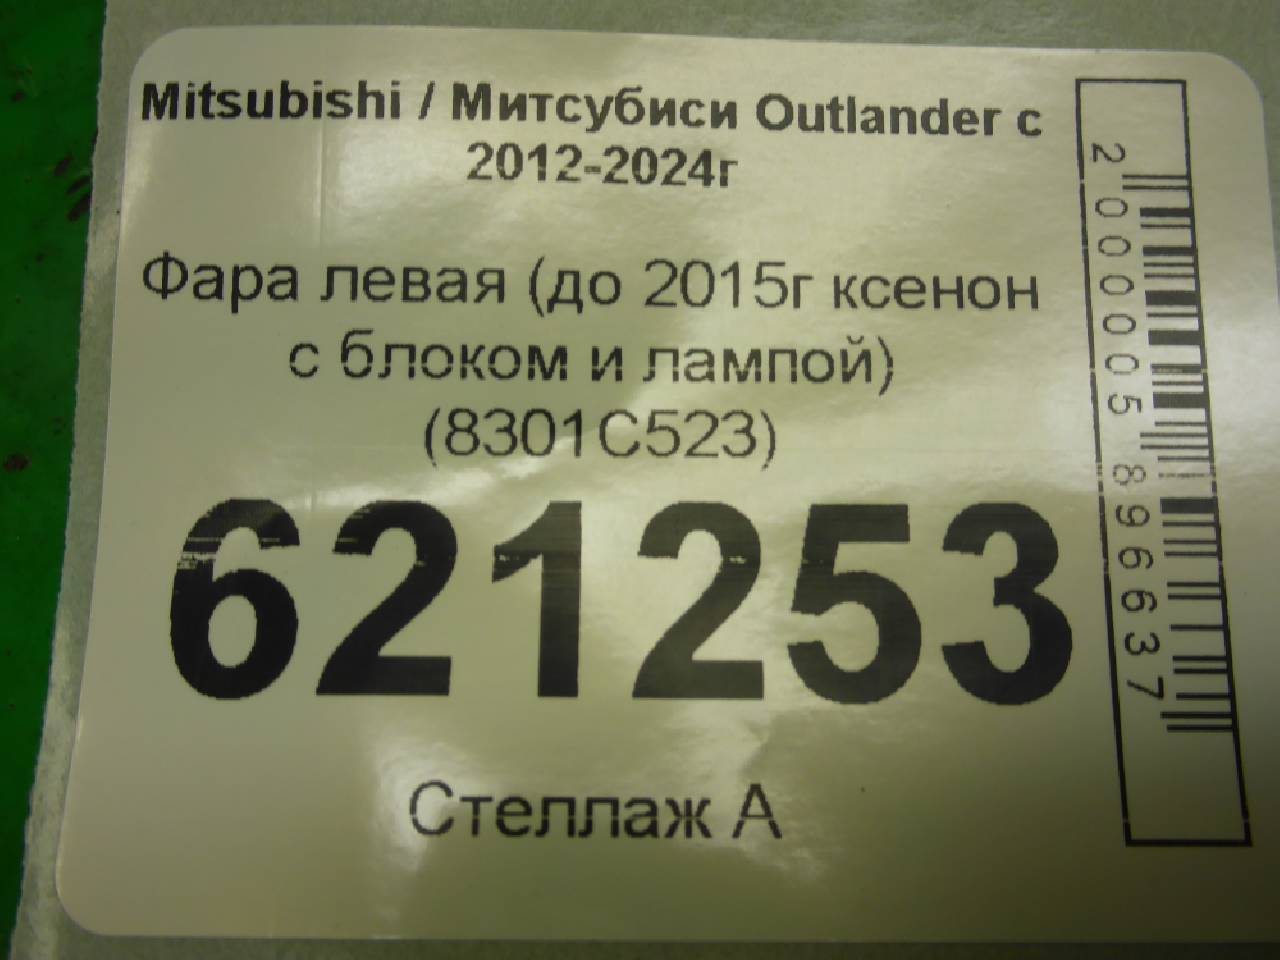 Mitsubishi / Митсубиси Outlander с
2012-2024г
Фара левая (до 2015г ксенон
с блоком и лампой)
(8301C523)
621253
Стеллаж А
2000005896637